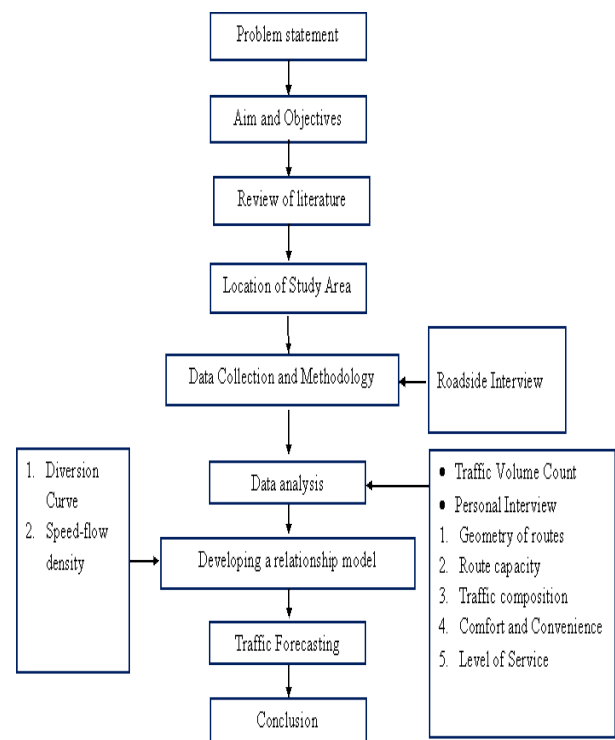 Problem statement
Aim and Objectives
Review of literature
Location of Study Area
Data Collection and Methodology
Roadside Interview
1. Diversion
Curve
2. Speed-flow
density
Data analysis
• Traffic Volume Count
• Personal Interview
1. Geometry of routes
2. Route capacity
3. Traffic composition
4. Comfort and Convenience
5. Level of Service
Developing a relationship model
Traffic Forecasting
Conclusion